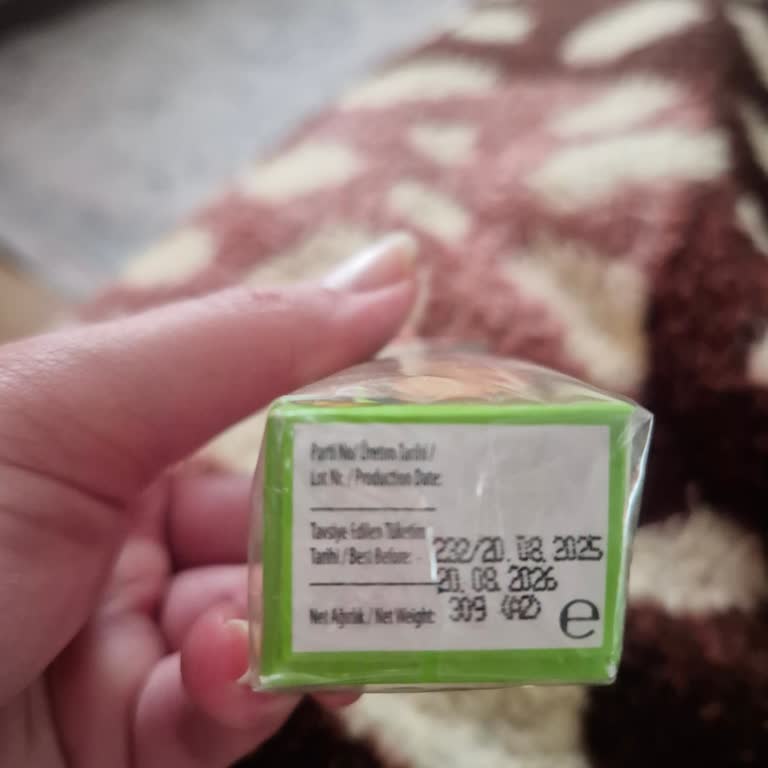 Parti No/ Üretim Tarihi /
Lot Nr. / Production Date:
232/20.08.2025
Tavsiye Edilen Tüketim
Tarihi / Best Before:
20.08.2026
Net Ağırlık / Net Weight: 30g (A2) e